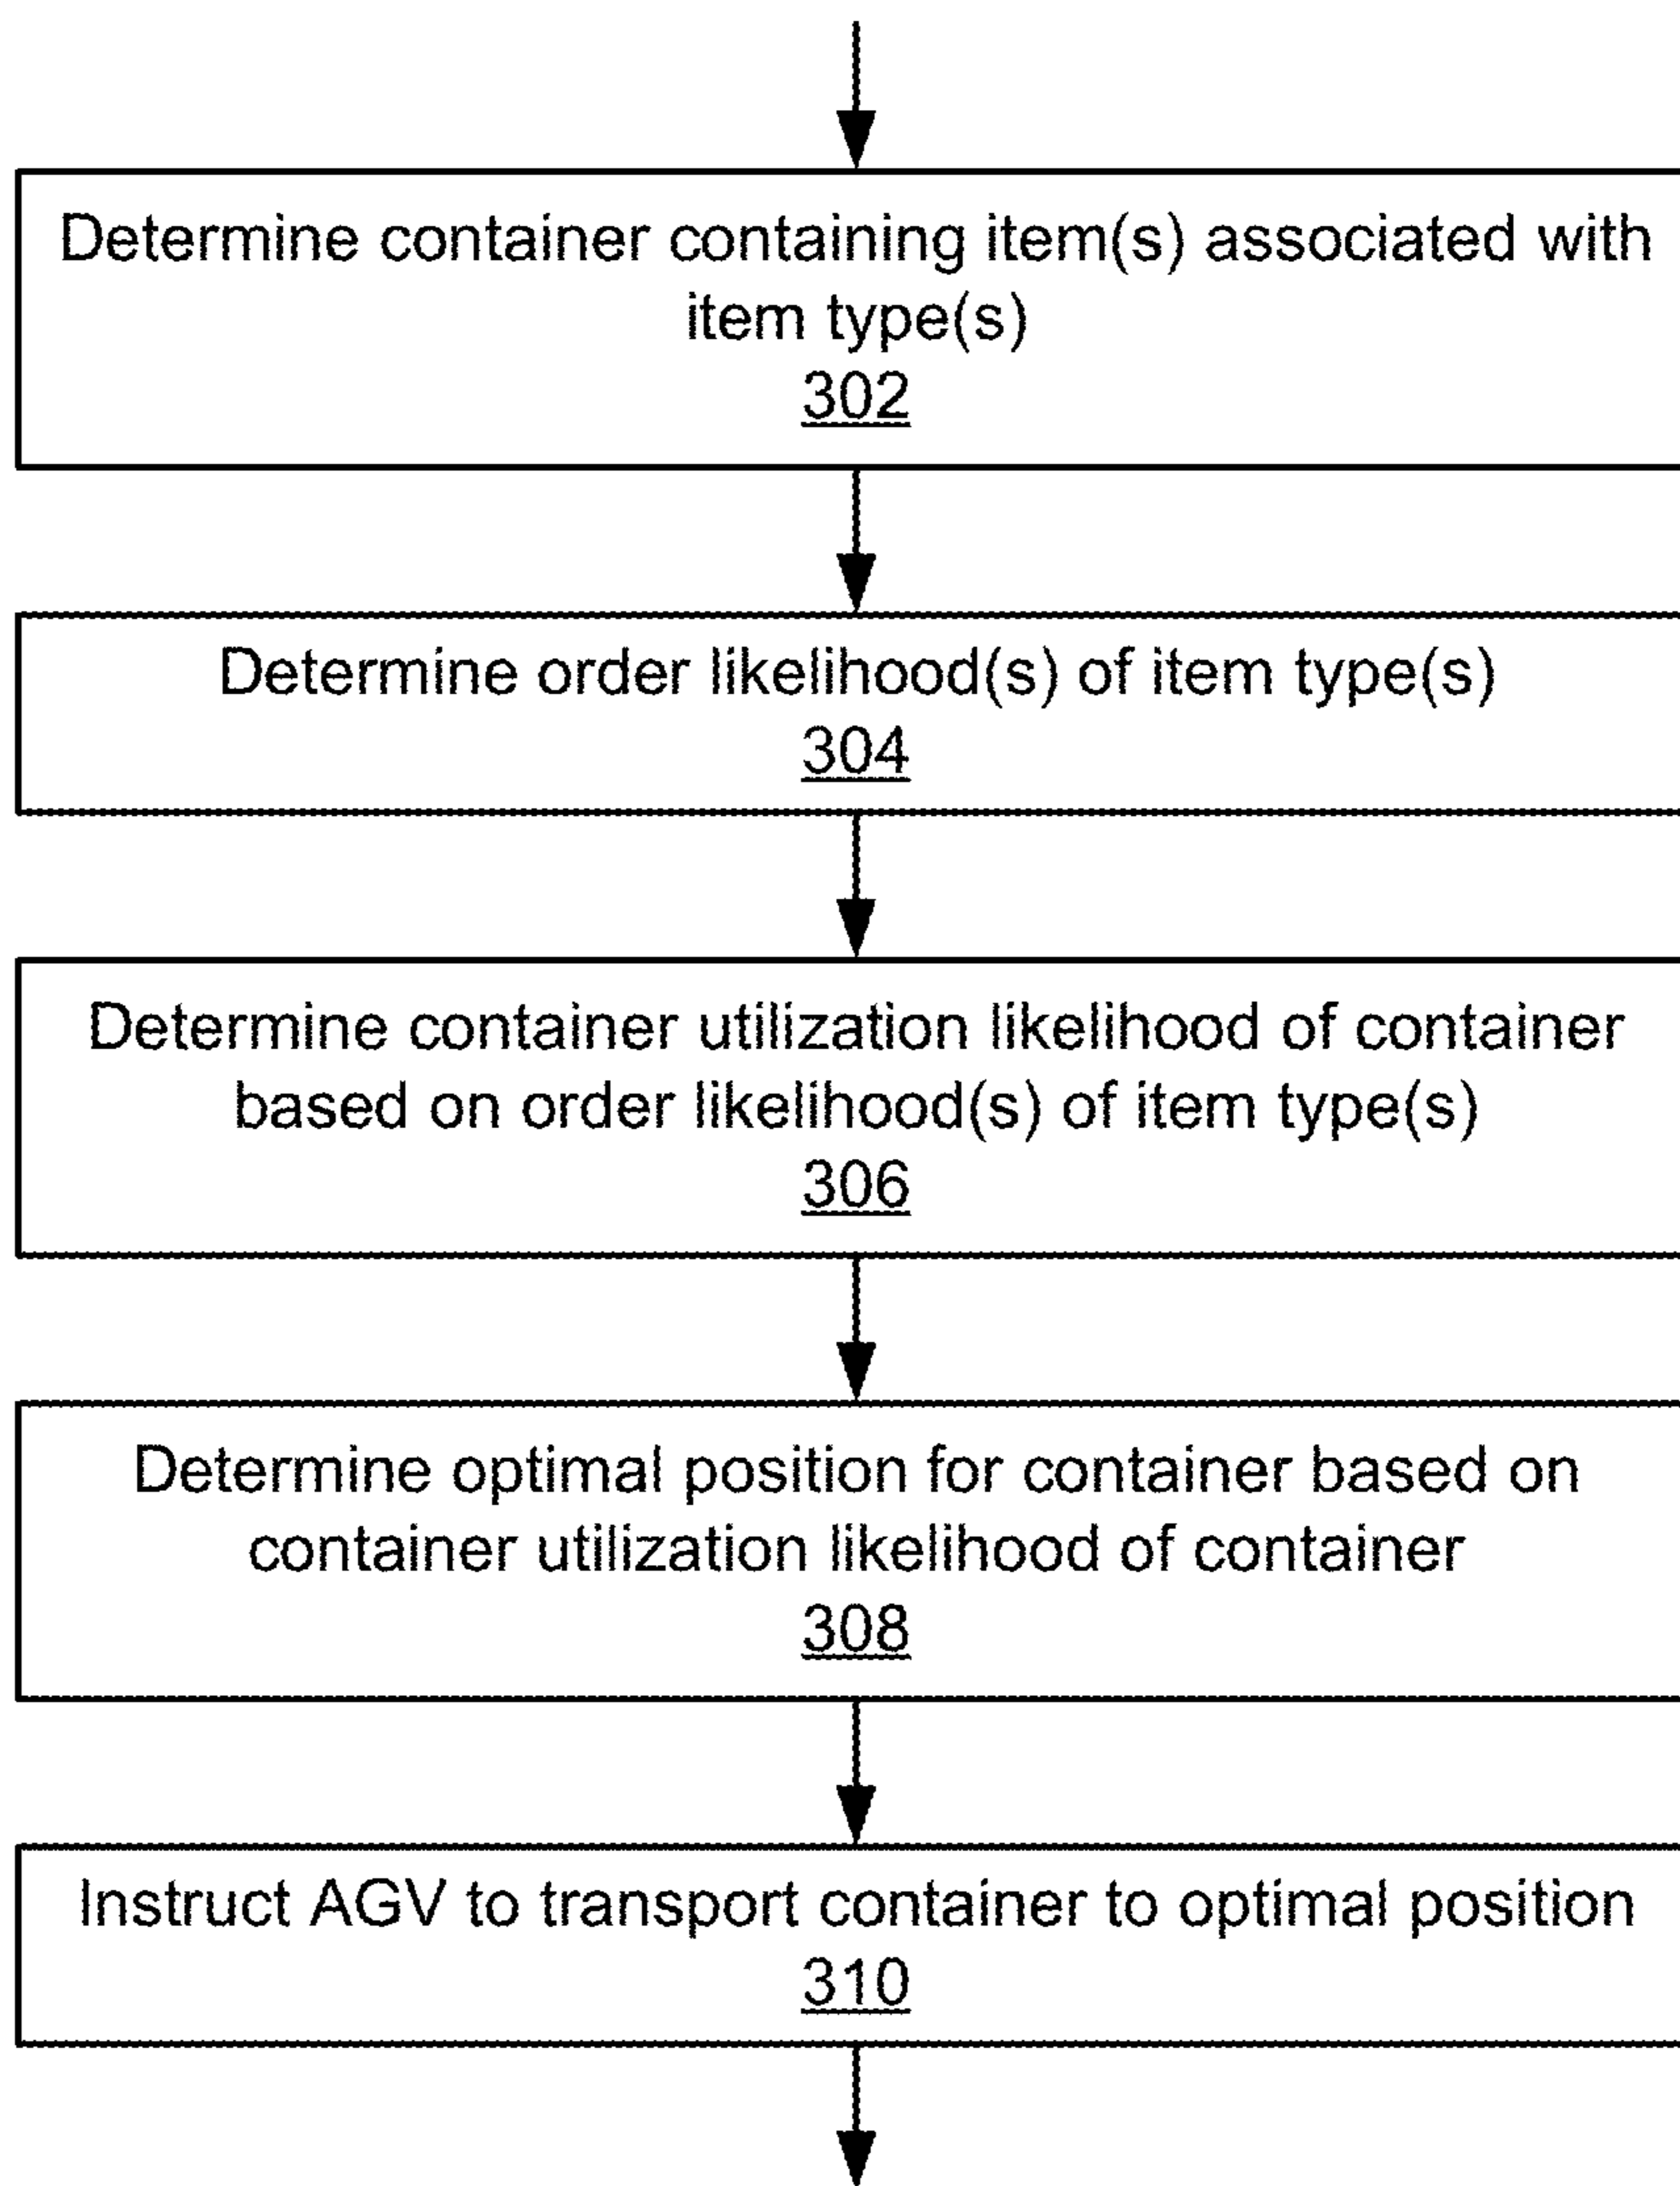 Determine container containing item(s) associated with
item type(s)
302
Determine order likelihood(s) of item type(s)
304
Determine container utilization likelihood of container
based on order likelihood(s) of item type(s)
306
Determine optimal position for container based on
container utilization likelihood of container
308
Instruct AGV to transport container to optimal position
310